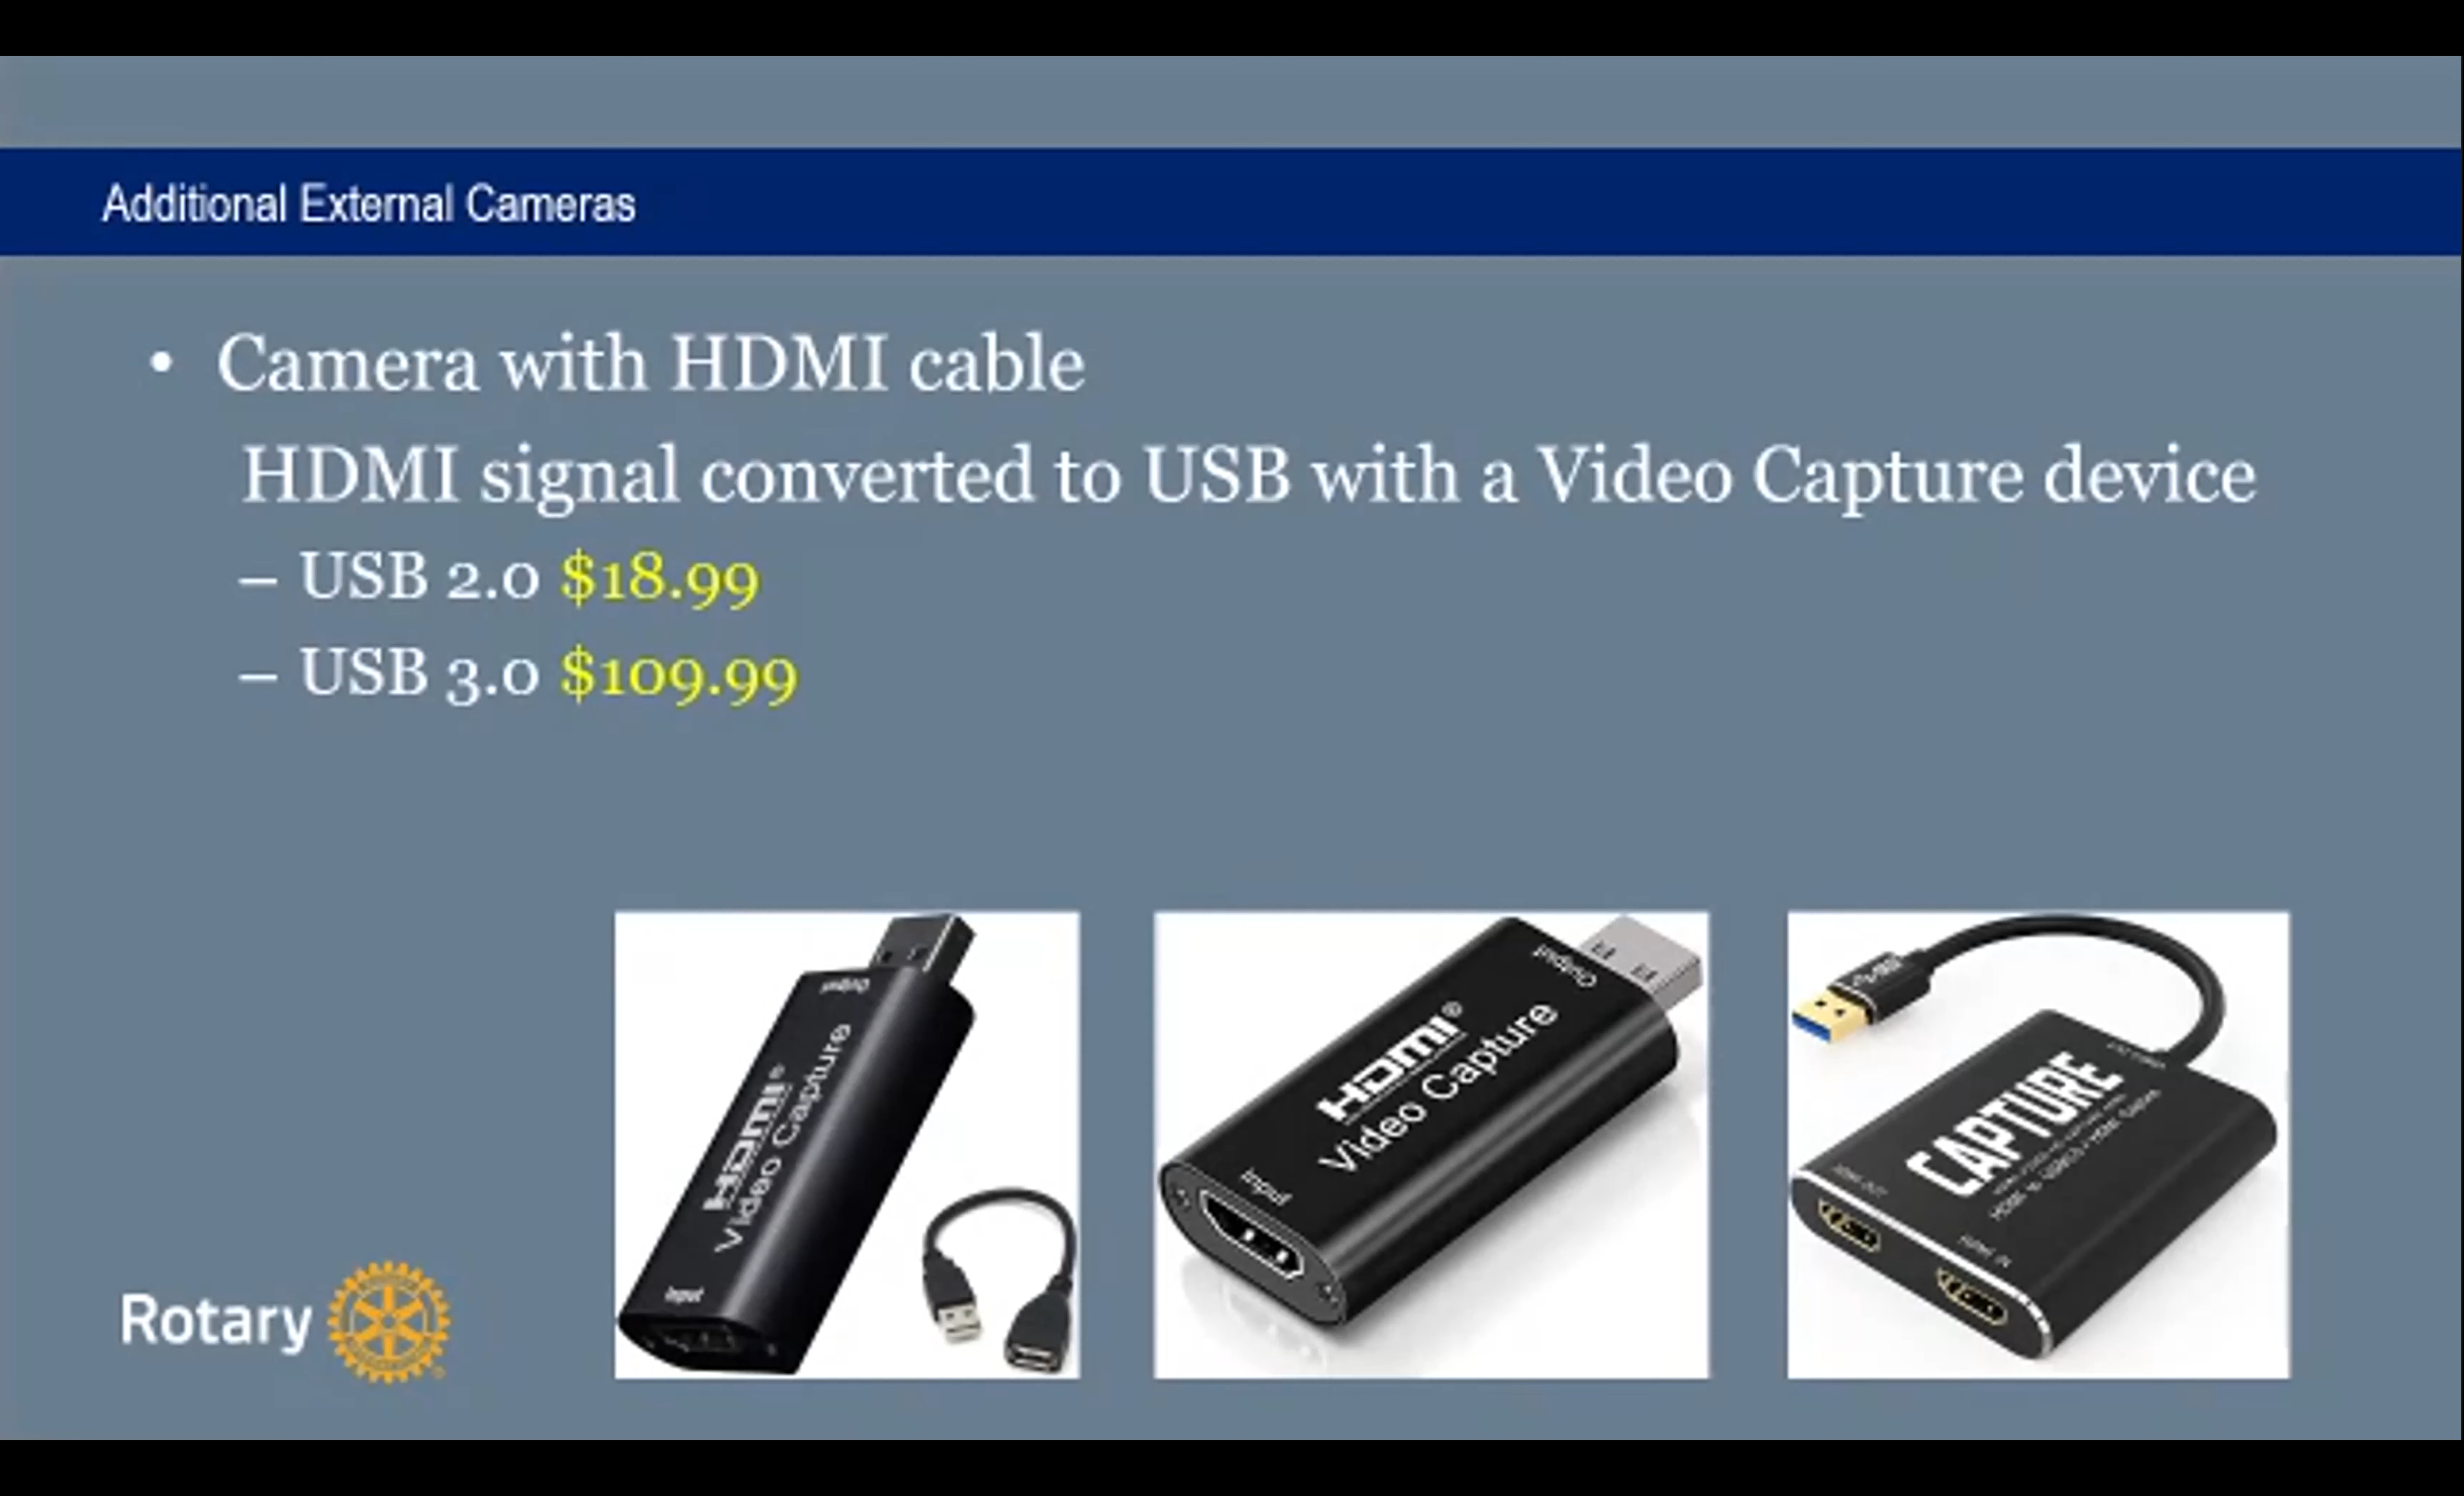 Additional External Cameras
• Camera with HDMI cable
HDMI signal converted to USB with a Video Capture device
– USB 2.0 $18.99
– USB 3.0 $109.99
Output
HDMI®
Video Capture
Input
Output
HDMI®
Video Capture
Input
CAPTURE
HDMI IN
Rotary